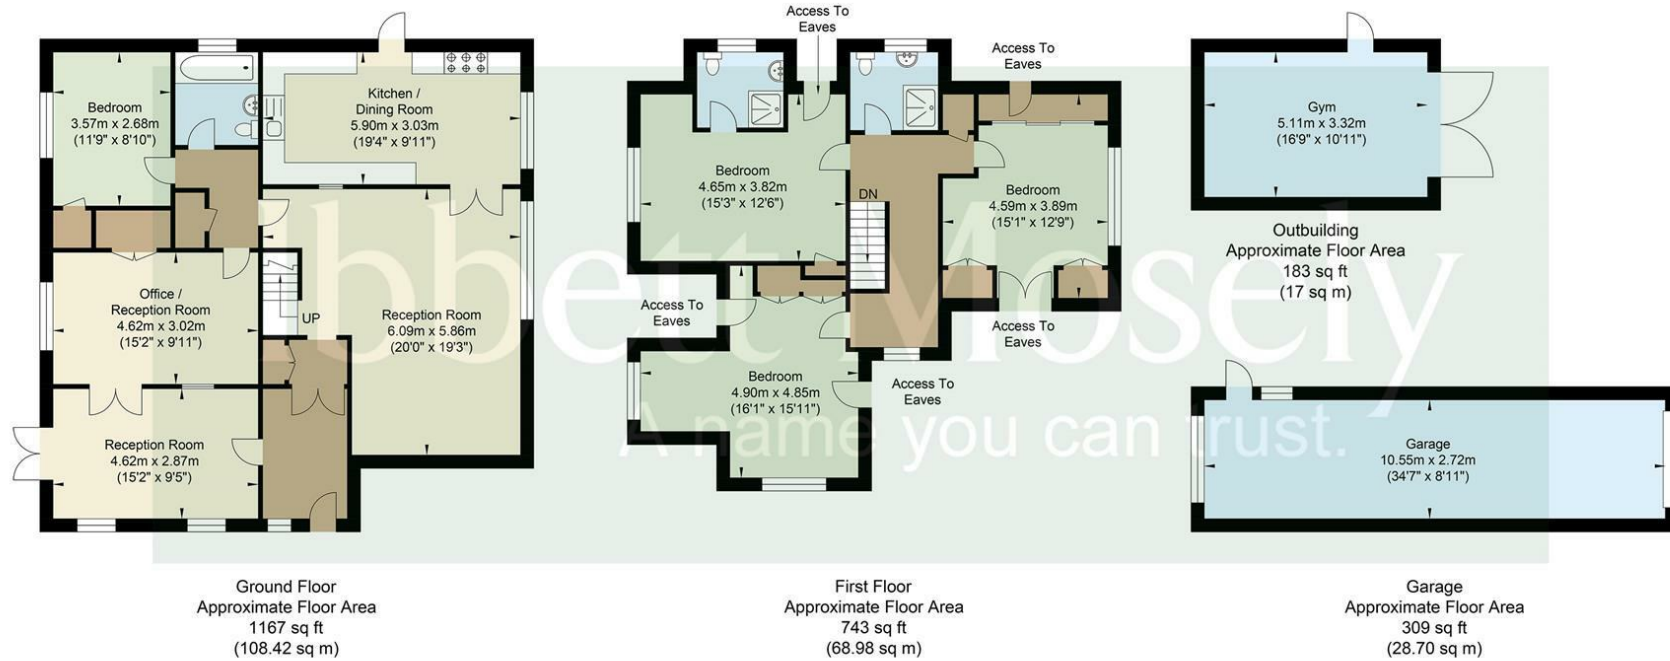 Bedroom
3.57m x 2.68m
(11'9" x 8'10")
Kitchen /
Dining Room
5.90m x 3.03m
(19'4" x 9'11")
Office /
Reception Room
4.62m x 3.02m
(15'2" x 9'11")
UP
Reception Room
6.09m x 5.86m
(20'0" x 19'3")
Reception Room
4.62m x 2.87m
(15'2" x 9'5")
Ground Floor
Approximate Floor Area
1167 sq ft
(108.42 sq m)
Access To
Eaves
Access To
Eaves
Bedroom
4.65m x 3.82m
(15'3" x 12'6")
DN
Bedroom
4.59m x 3.89m
(15'1" x 12'9")
Access To
Eaves
Access To
Eaves
Bedroom
4.90m x 4.85m
(16'1" x 15'11")
Access To
Eaves
First Floor
Approximate Floor Area
743 sq ft
(68.98 sq m)
Gym
5.11m x 3.32m
(16'9" x 10'11")
Outbuilding
Approximate Floor Area
183 sq ft
(17 sq m)
Garage
10.55m x 2.72m
(34'7" x 8'11")
Garage
Approximate Floor Area
309 sq ft
(28.70 sq m)
Ibbett Mosely
A name you can trust.